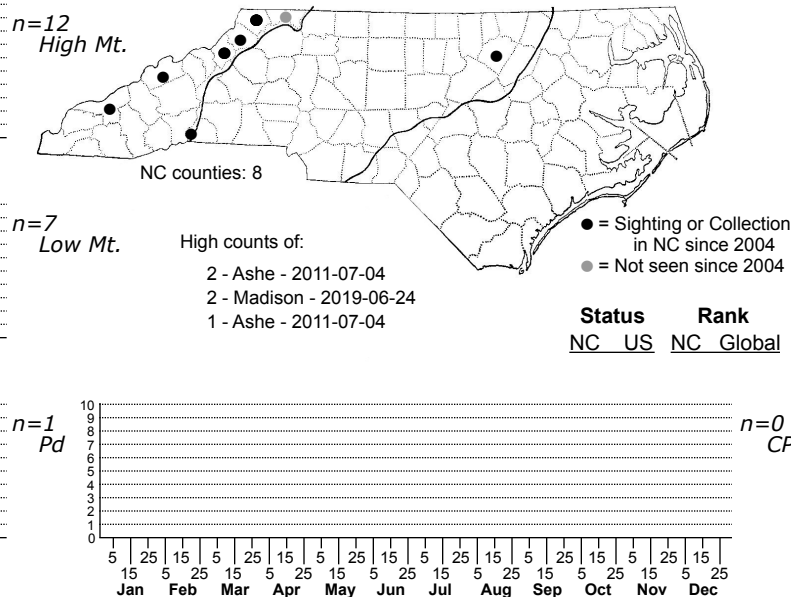 n=12
High Mt.
NC counties: 8
n=7
Low Mt.
High counts of:
2 - Ashe - 2011-07-04
2 - Madison - 2019-06-24
1 - Ashe - 2011-07-04
● = Sighting or Collection
in NC since 2004
● = Not seen since 2004
Status Rank
NC US NC Global
n=1
Pd
n=0
CP
10
9
8
7
6
5
4
3
2
1
0
5 25 15 5 25 15 5 25 15 5 25 15 5 25 15 5 25 15
15 5 25 15 5 25 15 5 25 15 5 25 15 5 25 15 5 25
Jan Feb Mar Apr May Jun Jul Aug Sep Oct Nov Dec